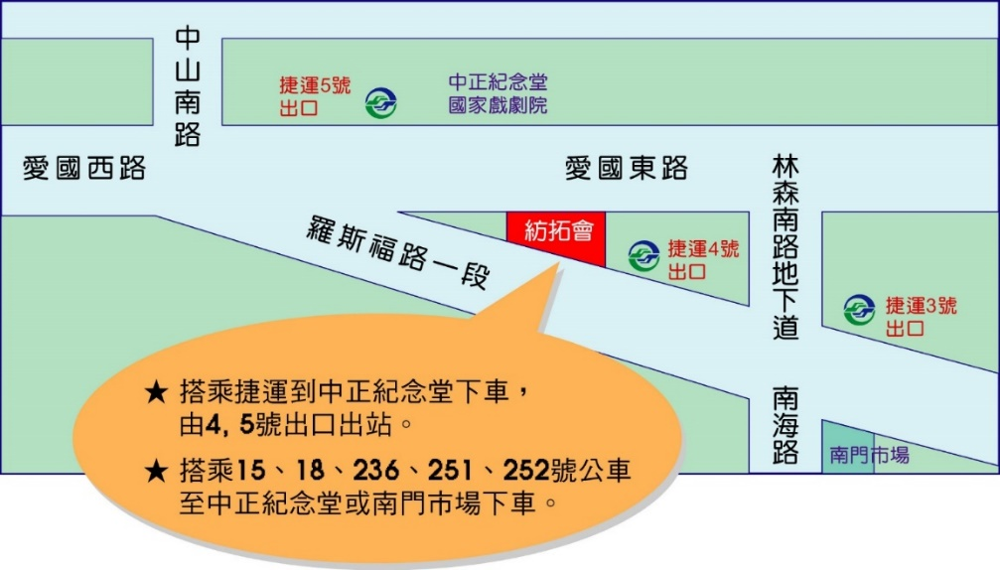 中山南路
捷運5號
出口
中正紀念堂
國家戲劇院
愛國西路
愛國東路
林森南路地下道
羅斯福路一段
紡拓會
捷運4號
出口
捷運3號
出口
南海路
南門市場
★ 搭乘捷運到中正紀念堂下車，
由4, 5號出口出站。
★ 搭乘15、18、236、251、252號公車
至中正紀念堂或南門市場下車。